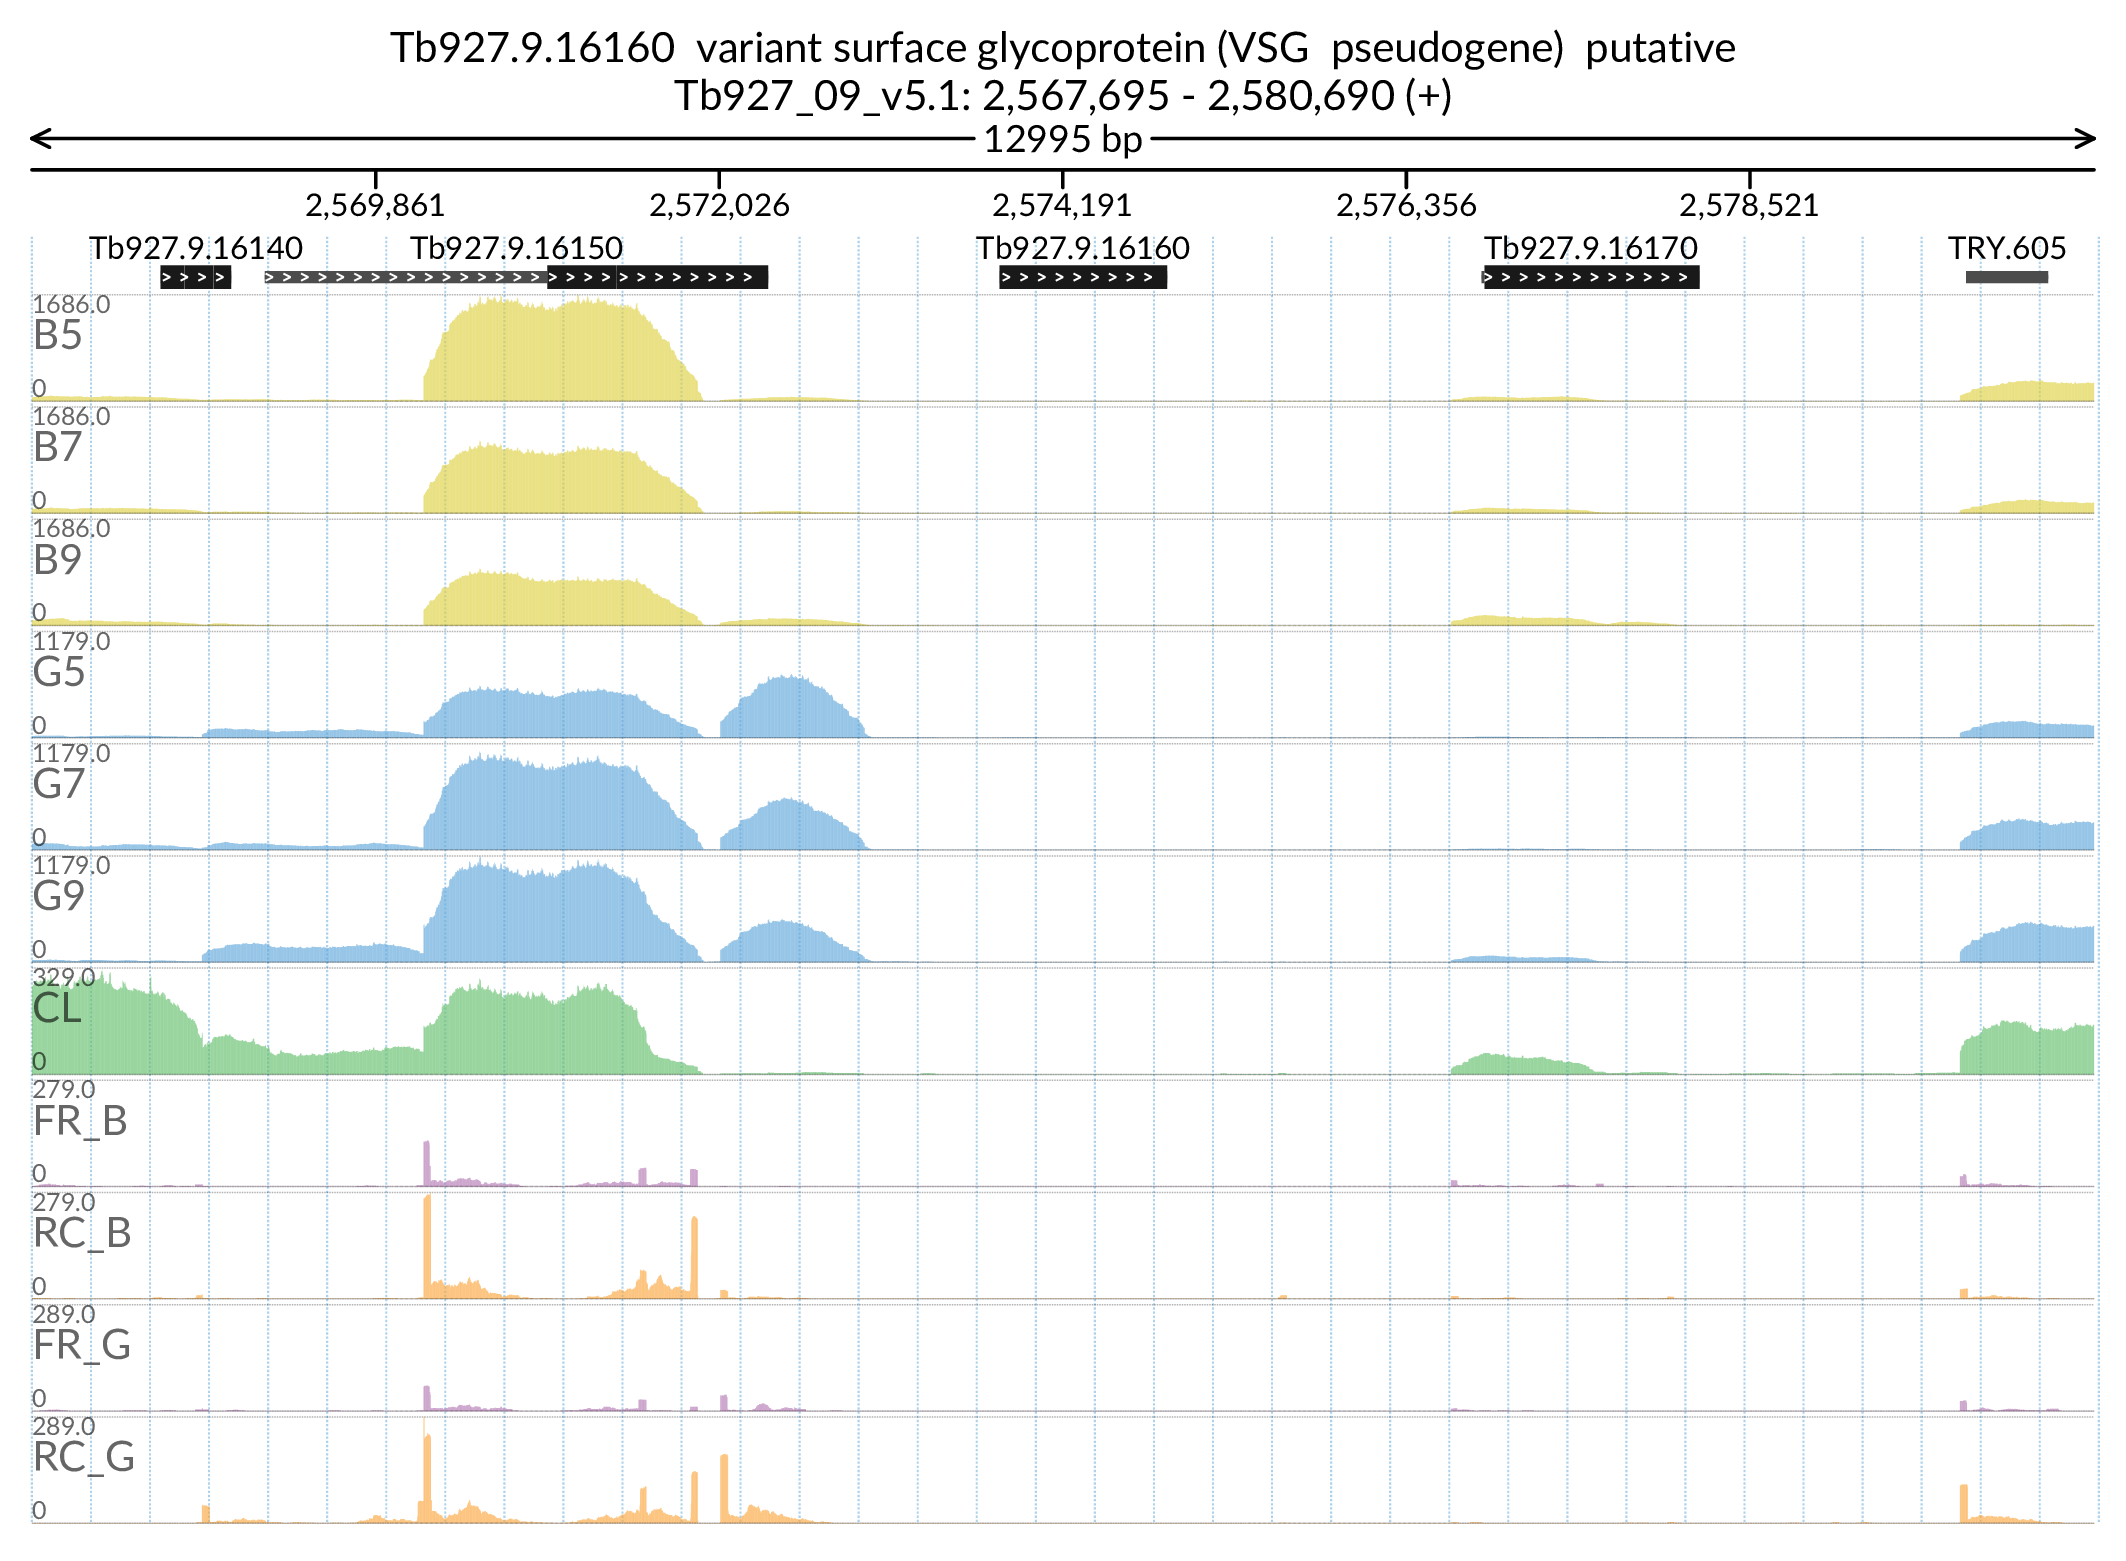 Tb927.9.16160  variant surface glycoprotein (VSG  pseudogene)  putative
Tb927_09_v5.1: 2,567,695 - 2,580,690 (+)
12995 bp
2,569,861 2,572,026 2,574,191 2,576,356 2,578,521
Tb927.9.16140 Tb927.9.16150 Tb927.9.16160 Tb927.9.16170 TRY.605
1686.0
B5
0
1686.0
B7
0
1686.0
B9
0
1179.0
G5
0
1179.0
G7
0
1179.0
G9
0
329.0
CL
0
279.0
FR_B
0
279.0
RC_B
0
289.0
FR_G
0
289.0
RC_G
0